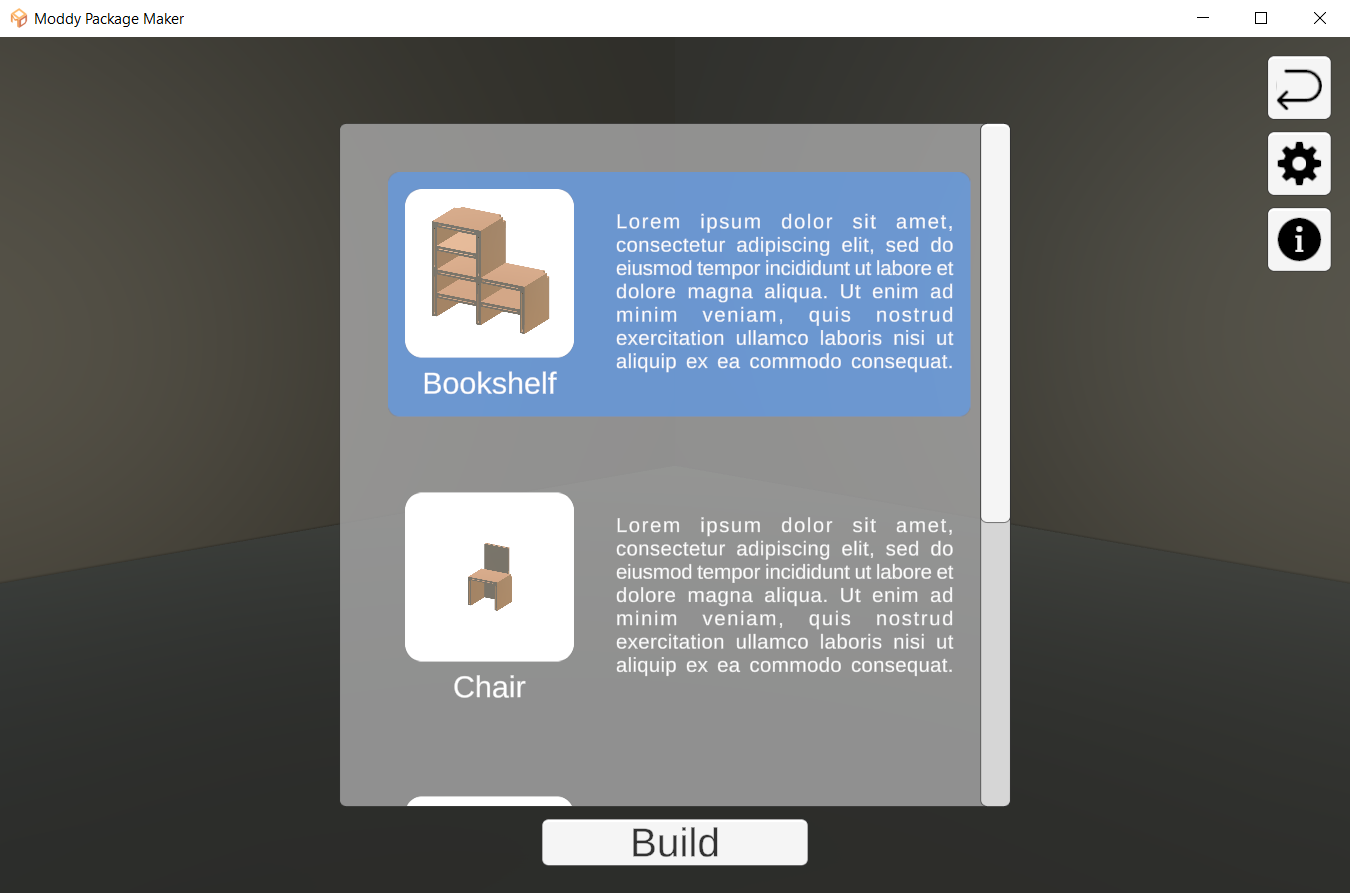 Moddy Package Maker
Lorem ipsum dolor sit amet,
consectetur adipiscing elit, sed do
eiusmod tempor incididunt ut labore et
dolore magna aliqua. Ut enim ad
minim veniam, quis nostrud
exercitation ullamco laboris nisi ut
aliquip ex ea commodo consequat.
Bookshelf
Lorem ipsum dolor sit amet,
consectetur adipiscing elit, sed do
eiusmod tempor incididunt ut labore et
dolore magna aliqua. Ut enim ad
minim veniam, quis nostrud
exercitation ullamco laboris nisi ut
aliquip ex ea commodo consequat.
Chair
Build